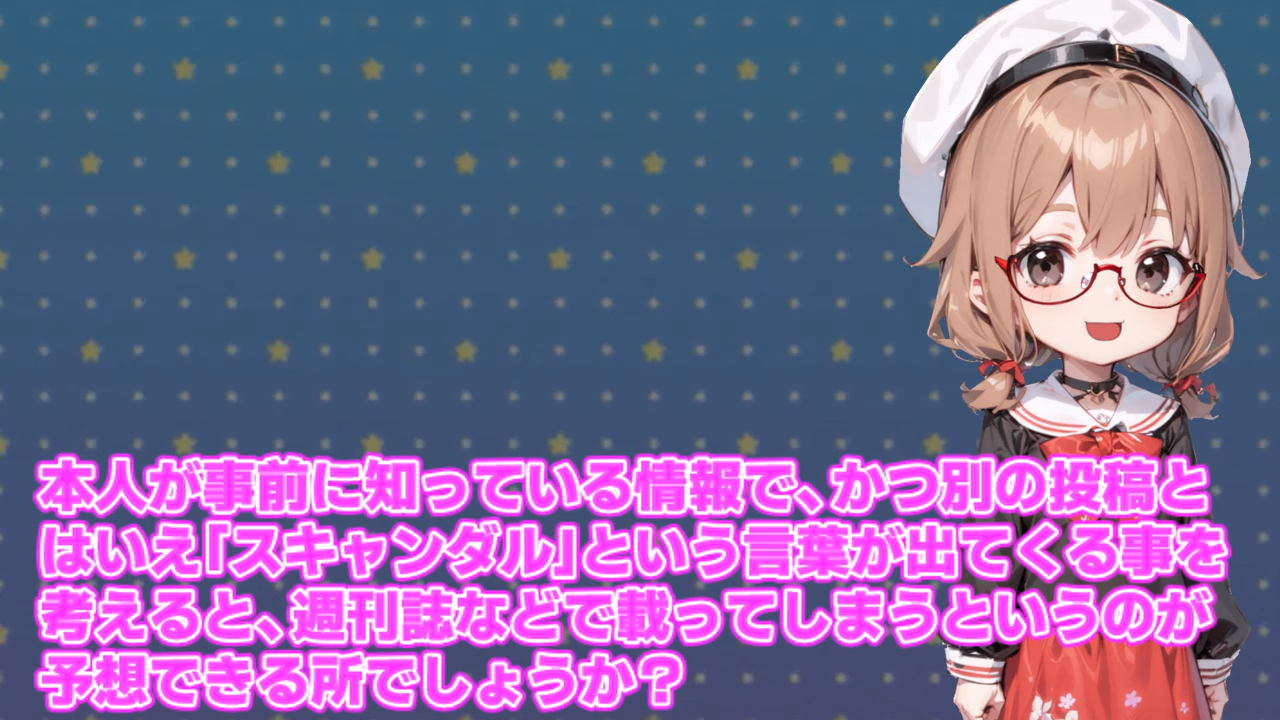 本人が事前に知っている情報で、かつ別の投稿と
はいえ「スキャンダル」という言葉が出てくる事を
考えると、週刊誌などで載ってしまうというのが
予想できる所でしょうか？